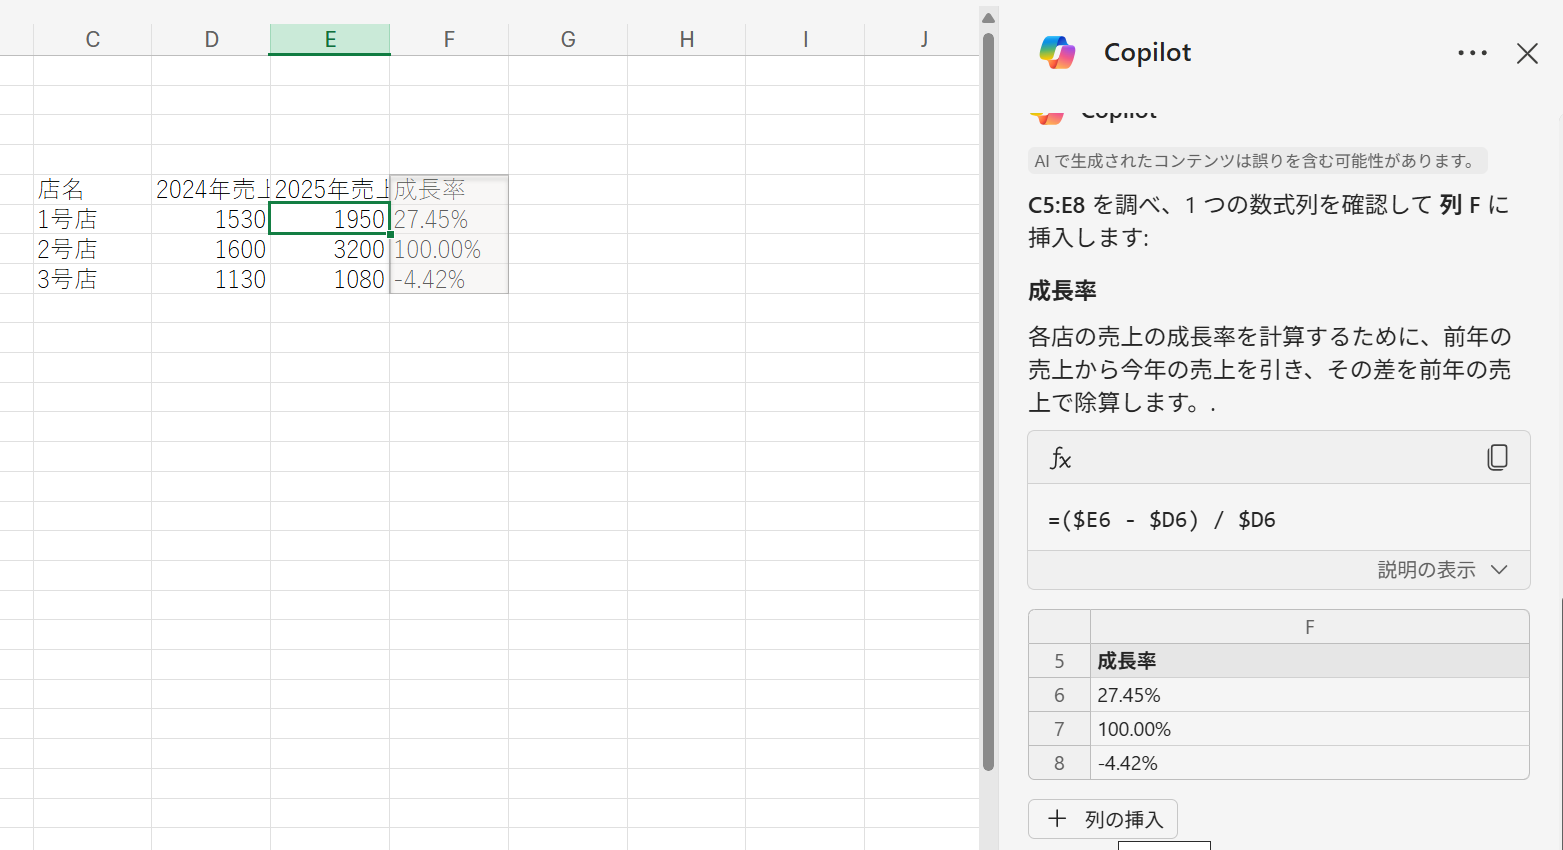 C D E F G H I J
店名 2024年売上 2025年売上 成長率
1号店 1530 1950 27.45%
2号店 1600 3200 100.00%
3号店 1130 1080 -4.42%
Copilot
Copilot
AI で生成されたコンテンツは誤りを含む可能性があります。
C5:E8 を調べ、1 つの数式列を確認して 列 F に
挿入します:
成長率
各店の売上の成長率を計算するために、前年の
売上から今年の売上を引き、その差を前年の売
上で除算します。.
fx
=($E6 - $D6) / $D6
説明の表示
F
5 成長率
6 27.45%
7 100.00%
8 -4.42%
+ 列の挿入